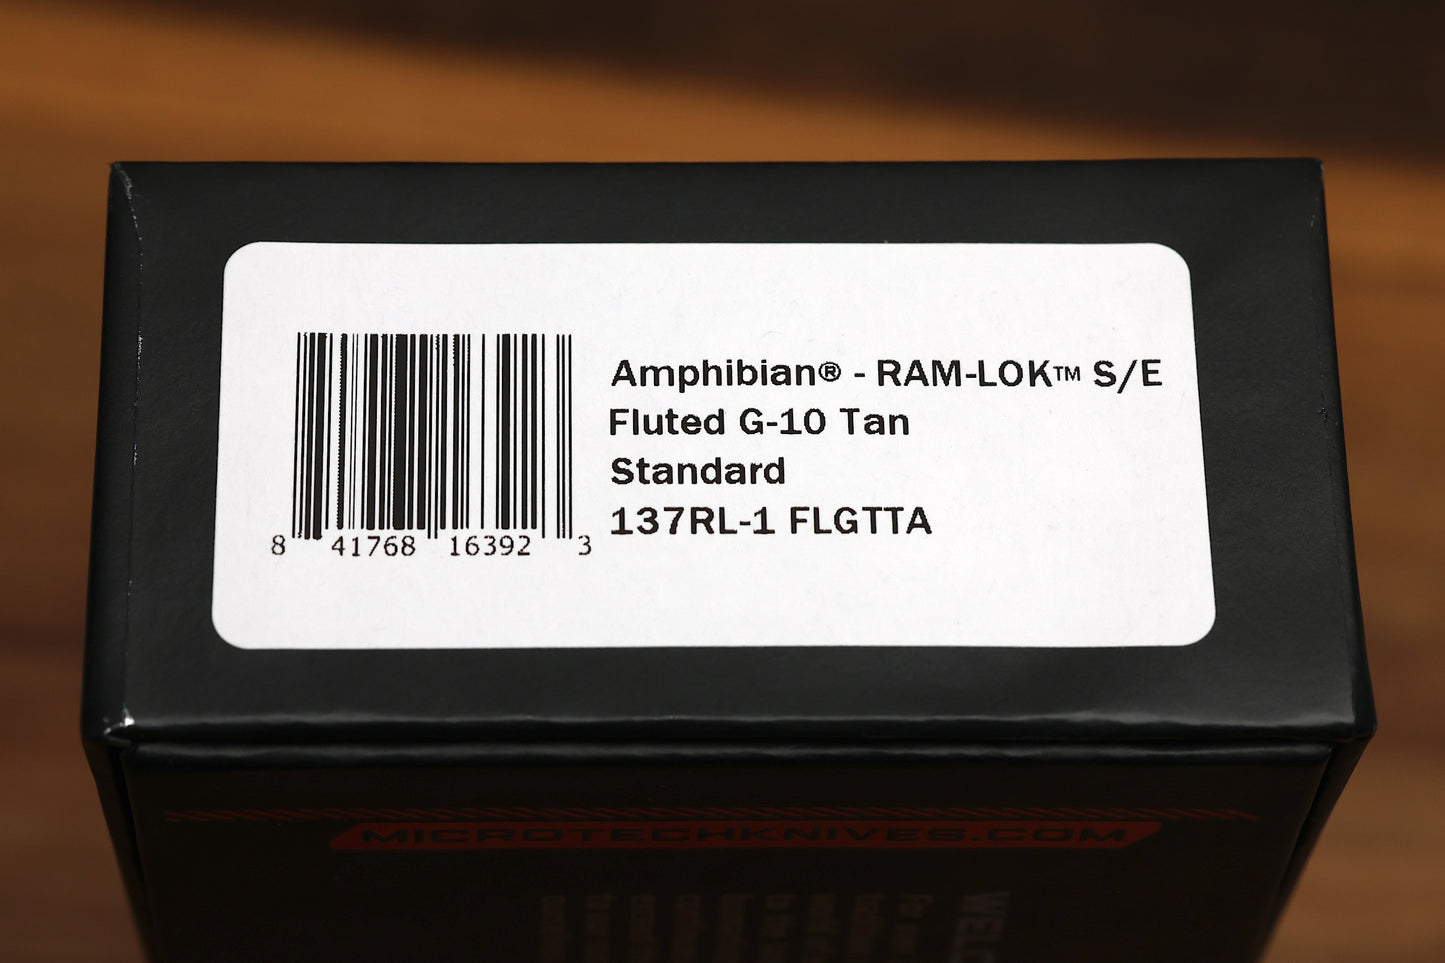 Amphibian® - RAM-LOK™ S/E
Fluted G-10 Tan
Standard
137RL-1 FLGTTA
8 41768 16392 3
MICROTECHKNIVES.COM